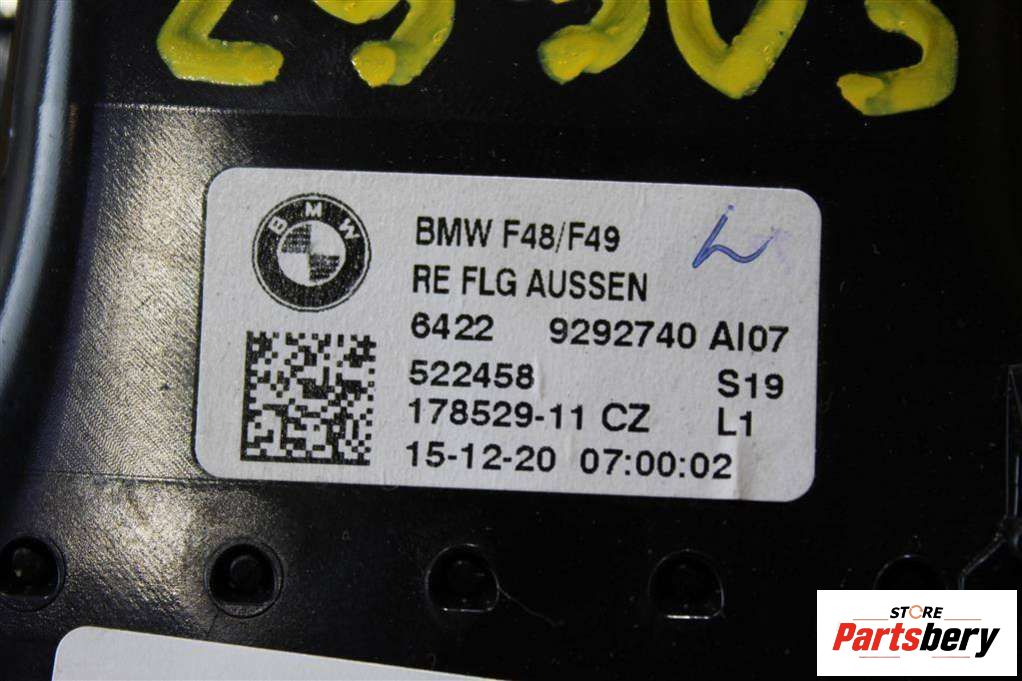 BMW
BMW F48/F49
RE FLG AUSSEN
6422 9292740 AI07
522458 S19
178529-11 CZ L1
15-12-20 07:00:02
STORE
Partsbery